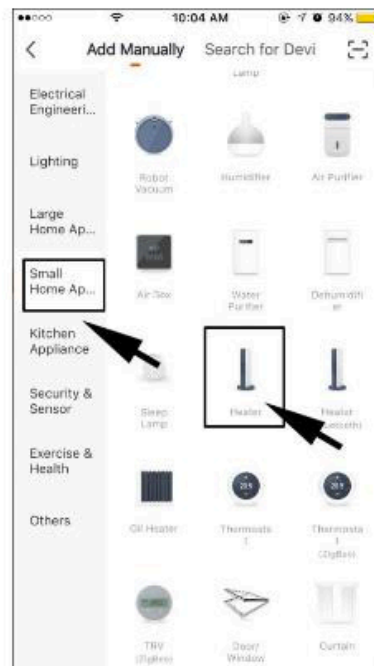 10:04 AM
94%
Add Manually
Search for Devi
Electrical
Engineeri...
Lighting
Large
Home Ap...
Small
Home Ap...
Kitchen
Appliance
Security &
Sensor
Exercise &
Health
Others
Lamp
Robot
Vacuum
Humidifier
Air Purifier
Air Box
Water
Purifier
Dehumidifi
er
Sleep
Lamp
Heater
Heater
Oil Heater
Thermosta
t
Thermosta
t
(ZigBee)
TRV
(ZigBee)
Door/
Window
Curtain